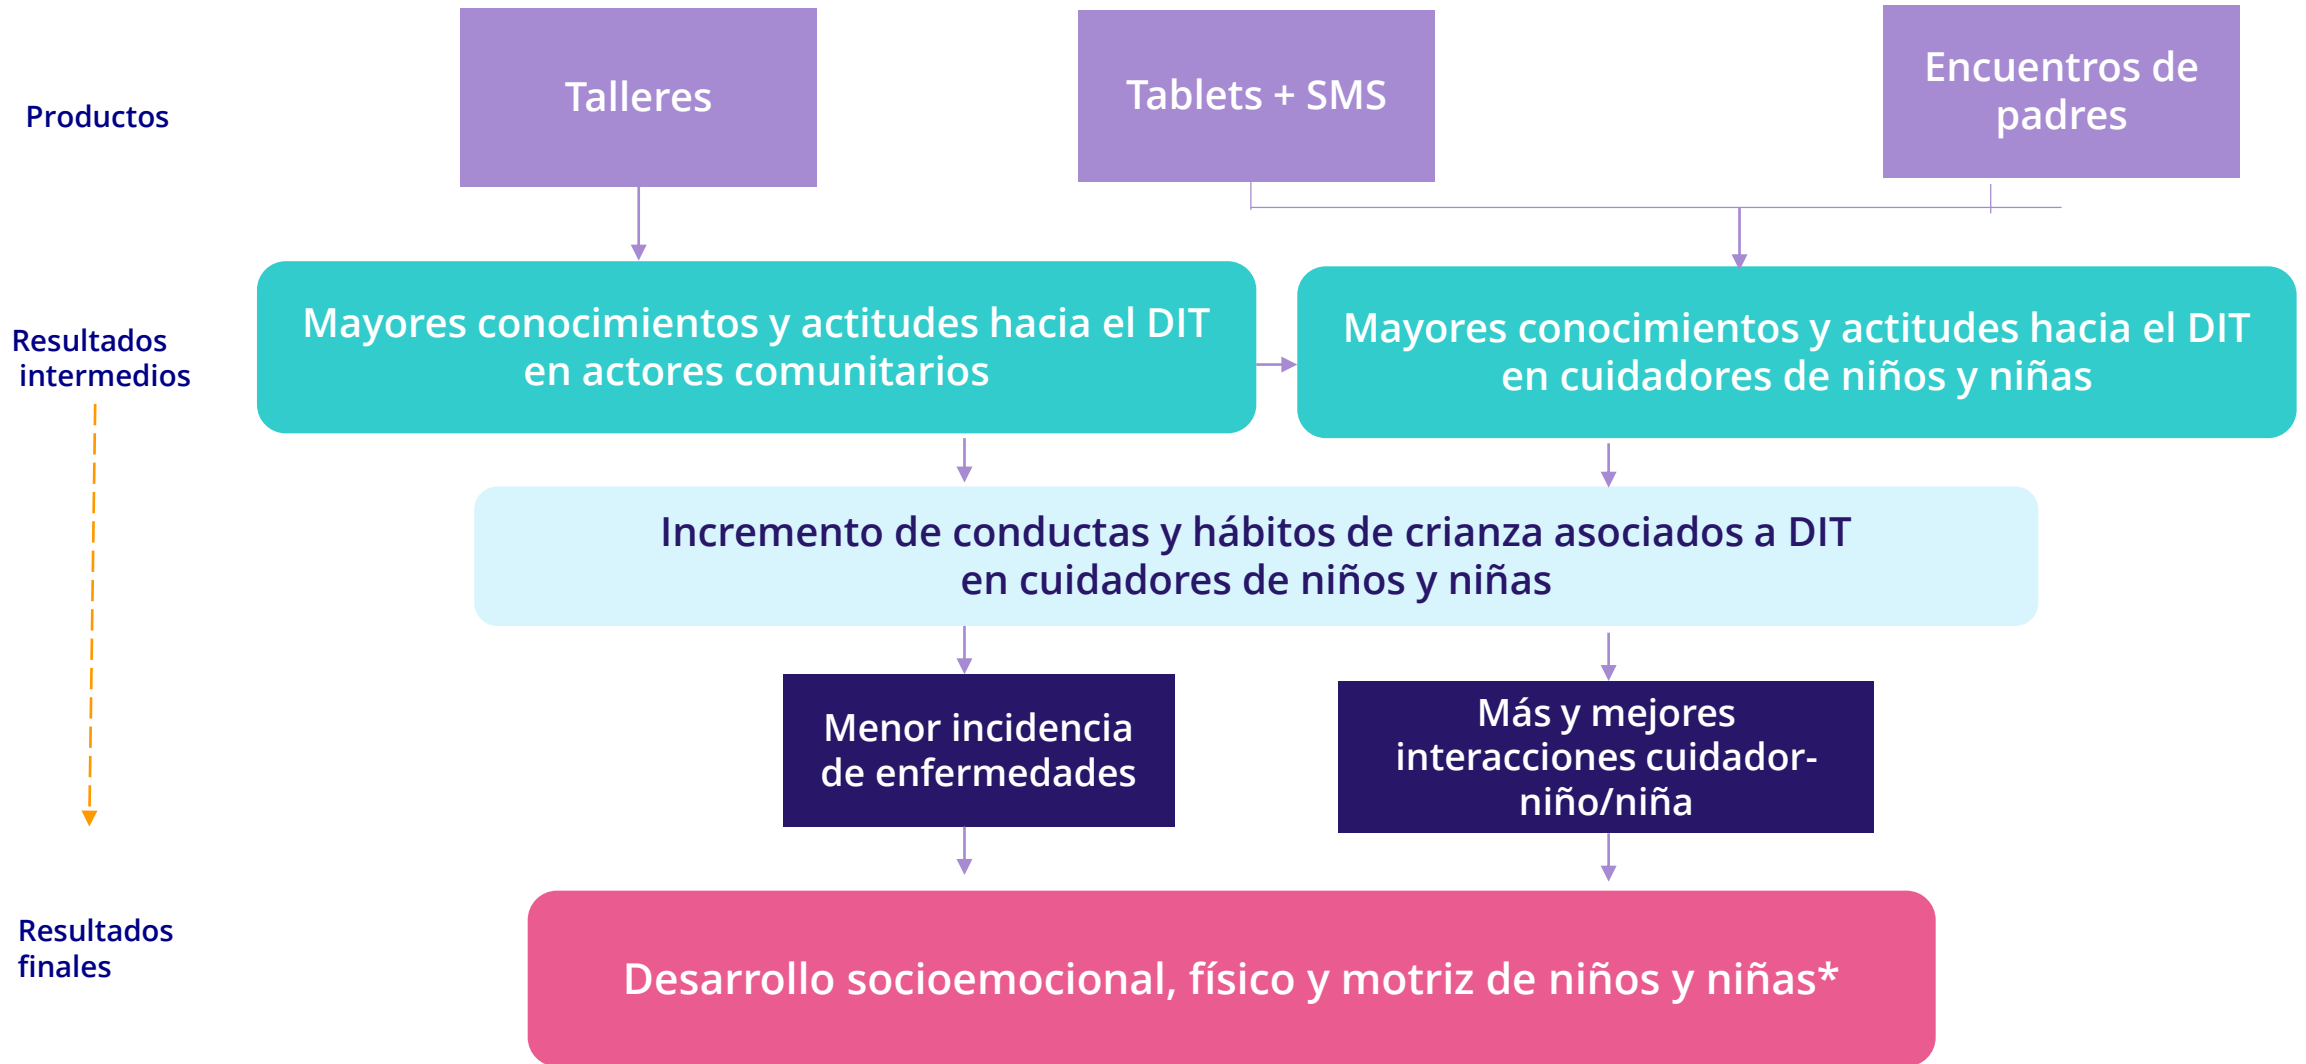 Productos
Talleres
Tablets + SMS
Encuentros de
padres
Resultados
intermedios
Mayores conocimientos y actitudes hacia el DIT
en actores comunitarios
Mayores conocimientos y actitudes hacia el DIT
en cuidadores de niños y niñas
Incremento de conductas y hábitos de crianza asociados a DIT
en cuidadores de niños y niñas
Menor incidencia
de enfermedades
Más y mejores
interacciones cuidador-
niño/niña
Resultados
finales
Desarrollo socioemocional, físico y motriz de niños y niñas*